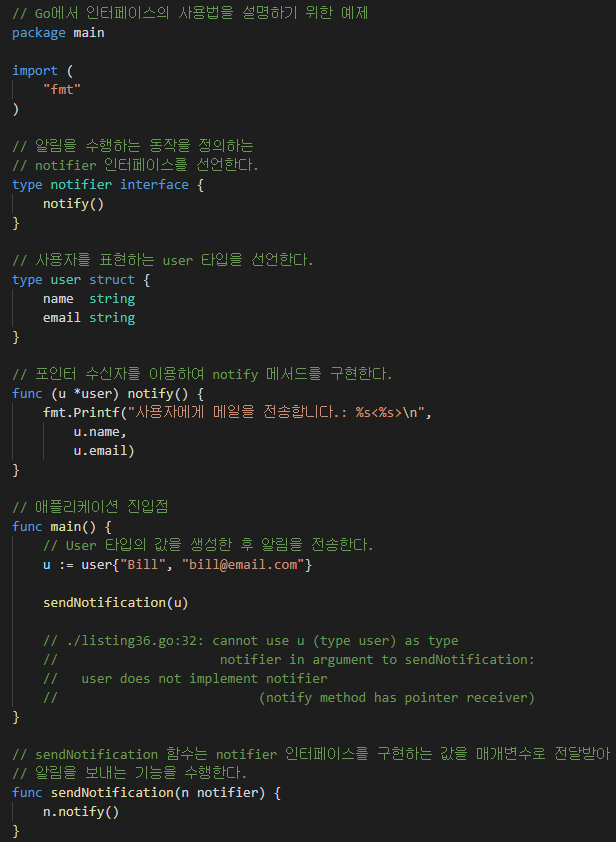 // Go에서 인터페이스의 사용법을 설명하기 위한 예제
package main

import (
    "fmt"
)

// 알림을 수행하는 동작을 정의하는
// notifier 인터페이스를 선언한다.
type notifier interface {
    notify()
}

// 사용자를 표현하는 user 타입을 선언한다.
type user struct {
    name  string
    email string
}

// 포인터 수신자를 이용하여 notify 메서드를 구현한다.
func (u *user) notify() {
    fmt.Printf("사용자에게 메일을 전송합니다.: %s<%s>\n",
        u.name,
        u.email)
}

// 애플리케이션 진입점
func main() {
    // User 타입의 값을 생성한 후 알림을 전송한다.
    u := user{"Bill", "bill@email.com"}

    sendNotification(u)

    // ./listing36.go:32: cannot use u (type user) as type
    //                     notifier in argument to sendNotification:
    //   user does not implement notifier
    //                          (notify method has pointer receiver)
}

// sendNotification 함수는 notifier 인터페이스를 구현하는 값을 매개변수로 전달받아
// 알림을 보내는 기능을 수행한다.
func sendNotification(n notifier) {
    n.notify()
}